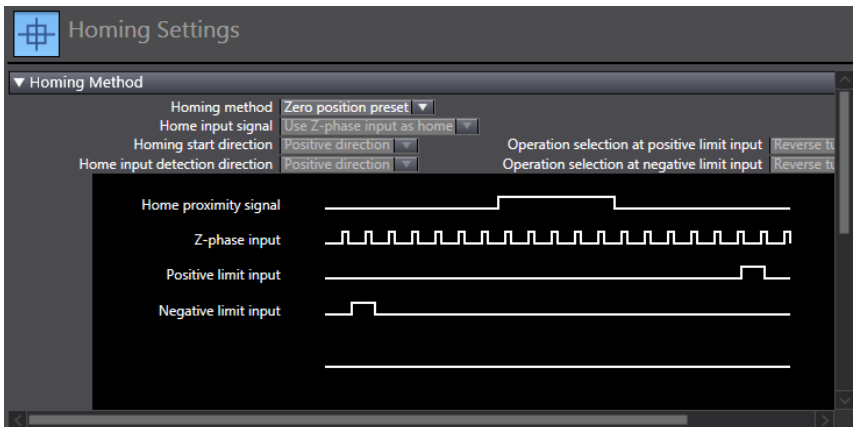 Homing Settings
Homing Method
Homing method Zero position preset
Home input signal Use Z-phase input as home
Homing start direction Positive direction Operation selection at positive limit input Reverse
Home input detection direction Positive direction Operation selection at negative limit input Reverse
Home proximity signal
Z-phase input
Positive limit input
Negative limit input